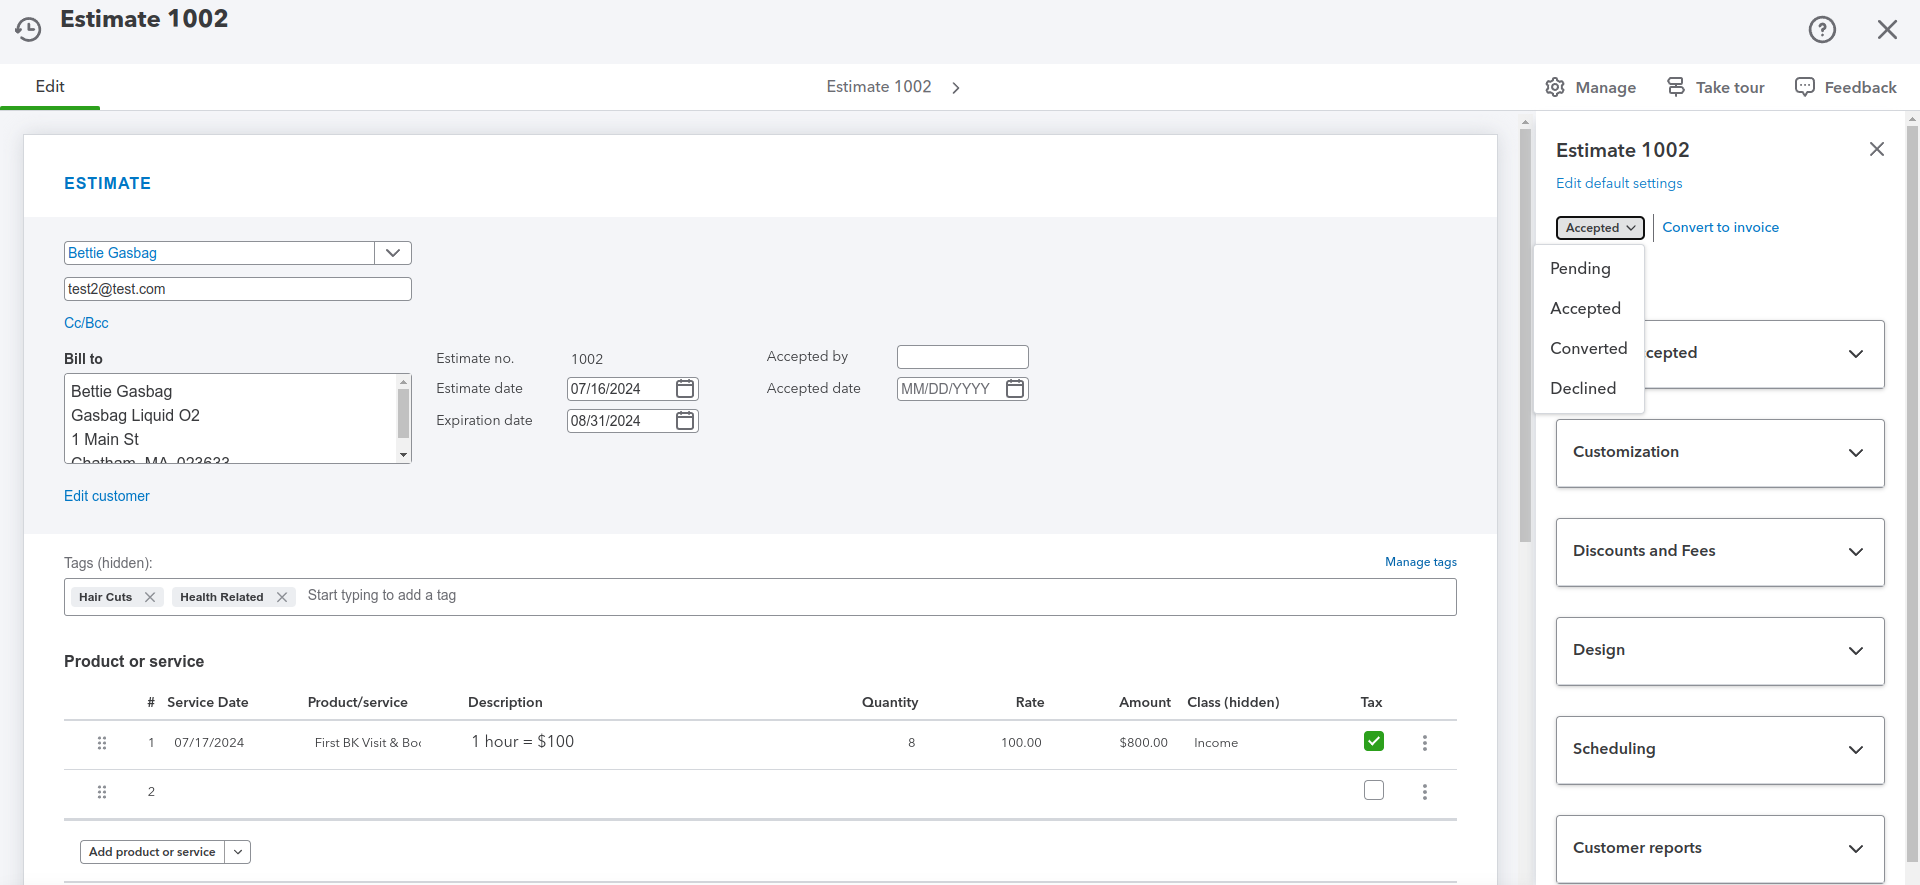 Estimate 1002
Edit
Estimate 1002
Manage
Take tour
Feedback
ESTIMATE
Bettie Gasbag
test2@test.com
Cc/Bcc
Bill to
Bettie Gasbag
Gasbag Liquid O2
1 Main St
Chatham, MA 023633
Edit customer
Estimate no. 1002
Estimate date 07/16/2024
Expiration date 08/31/2024
Accepted by
Accepted date MM/DD/YYYY
Tags (hidden):
Manage tags
Hair Cuts Health Related Start typing to add a tag
Product or service
# Service Date Product/service Description Quantity Rate Amount Class (hidden) Tax
1 07/17/2024 First BK Visit & Boo 1 hour = $100 8 100.00 $800.00 Income
2
Add product or service
Estimate 1002
Edit default settings
Accepted
Convert to invoice
Pending
Accepted
Converted
Declined
cepted
Customization
Discounts and Fees
Design
Scheduling
Customer reports